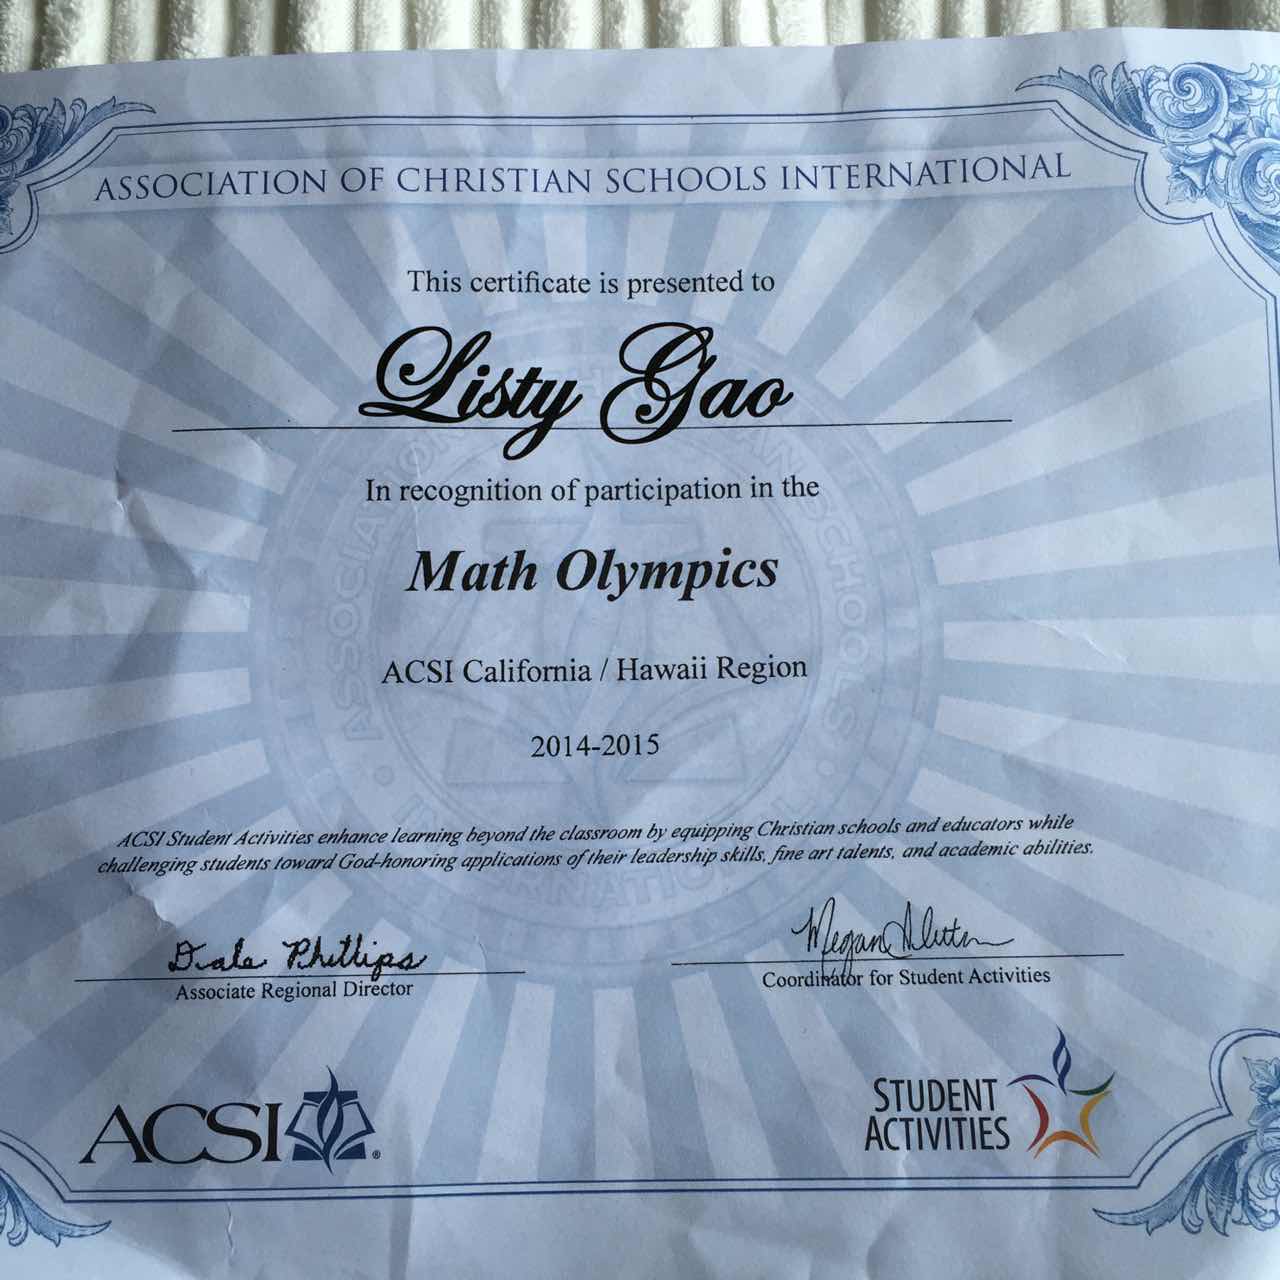 ASSOCIATION OF CHRISTIAN SCHOOLS INTERNATIONAL
This certificate is presented to
Listy Gao
In recognition of participation in the
Math Olympics
ACSI California / Hawaii Region
2014-2015
ACSI Student Activities enhance learning beyond the classroom by equipping Christian schools and educators while
challenging students toward God-honoring applications of their leadership skills, fine art talents, and academic abilities.
Phillips
Megan
Associate Regional Director
Coordinator for Student Activities
ACSI®
STUDENT
ACTIVITIES